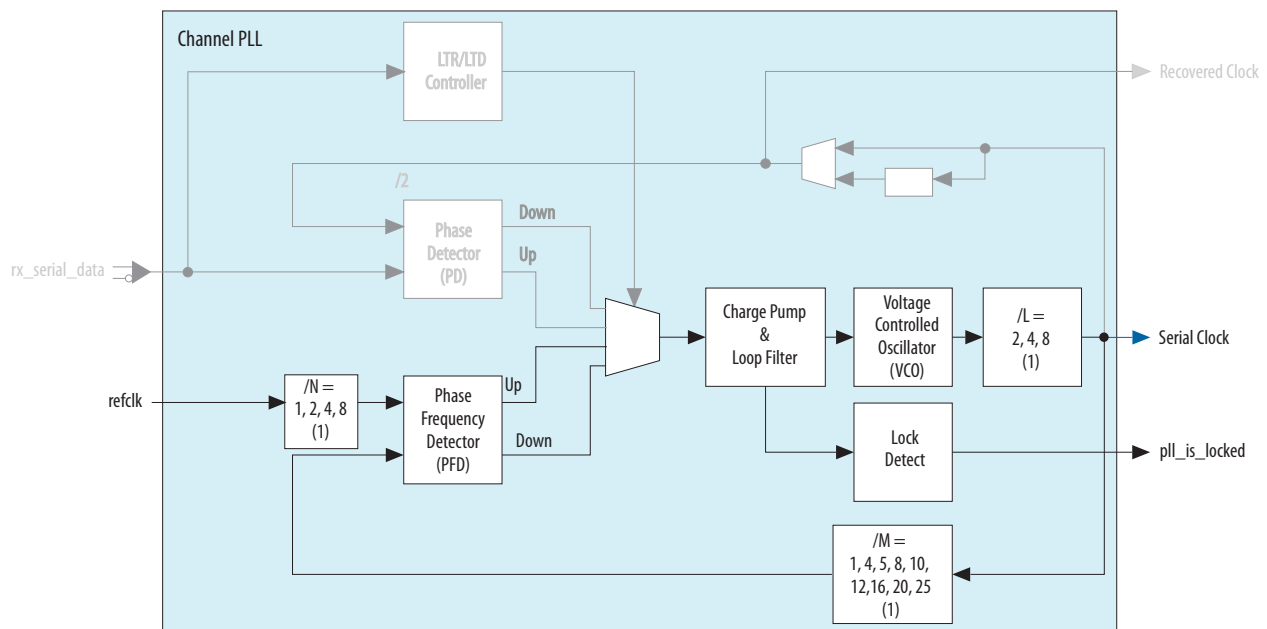 Channel PLL
LTR/LTD
Controller
Recovered Clock
/2
Phase
Detector
(PD)
Down
Up
rx_serial_data
Charge Pump
&
Loop Filter
Voltage
Controlled
Oscillator
(VCO)
/L =
2, 4, 8
(1)
Serial Clock
refclk
/N =
1, 2, 4, 8
(1)
Phase
Frequency
Detector
(PFD)
Up
Down
Lock
Detect
pll_is_locked
/M =
1, 4, 5, 8, 10,
12,16, 20, 25
(1)